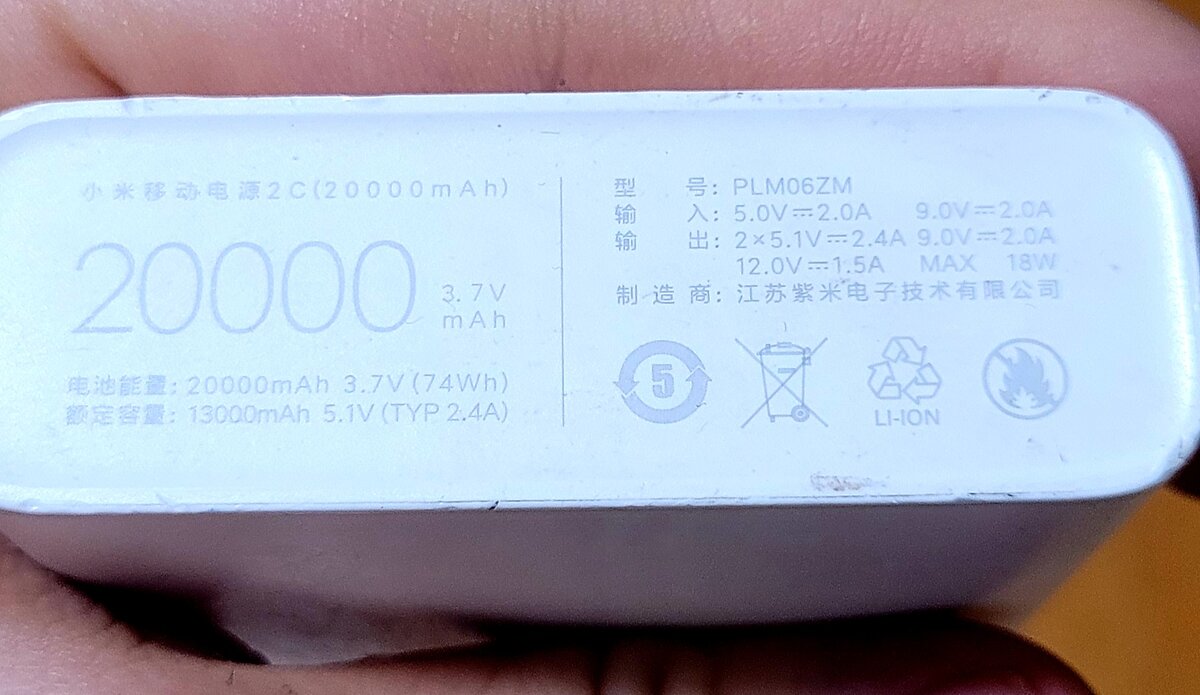 小米移动电源2C(20000mAh)
20000
3.7V
mAh
电池能量: 20000mAh 3.7V(74Wh)
额定容量: 13000mAh 5.1V(TYP 2.4A)
型 号: PLM06ZM
输 入: 5.0V⎓2.0A 9.0V⎓2.0A
输 出: 2×5.1V⎓2.4A 9.0V⎓2.0A
12.0V⎓1.5A MAX 18W
制 造 商: 江苏紫米电子技术有限公司
5
LI-ION